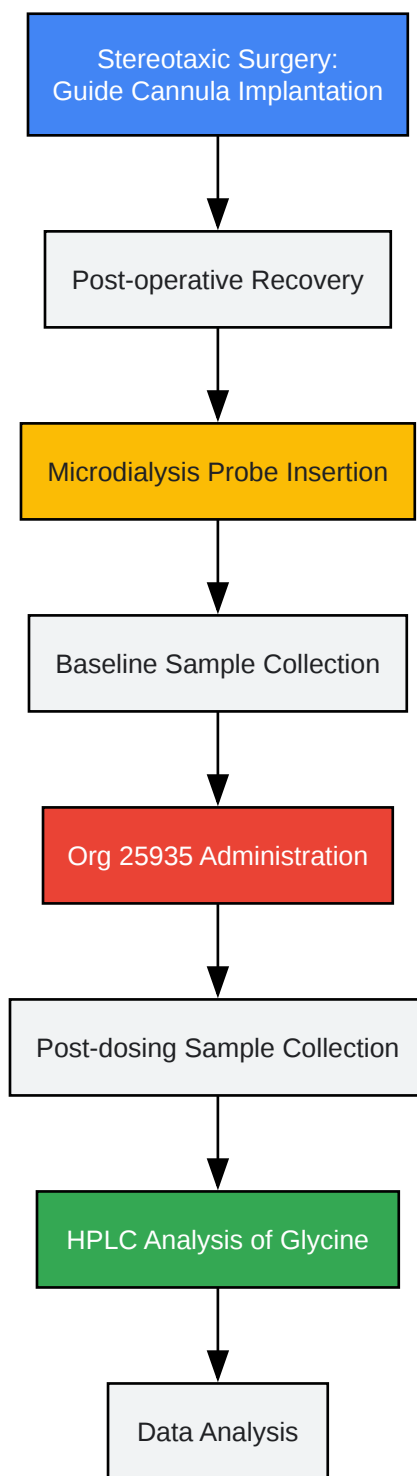 Stereotaxic Surgery:
Guide Cannula Implantation
Post-operative Recovery
Microdialysis Probe Insertion
Baseline Sample Collection
Org 25935 Administration
Post-dosing Sample Collection
HPLC Analysis of Glycine
Data Analysis